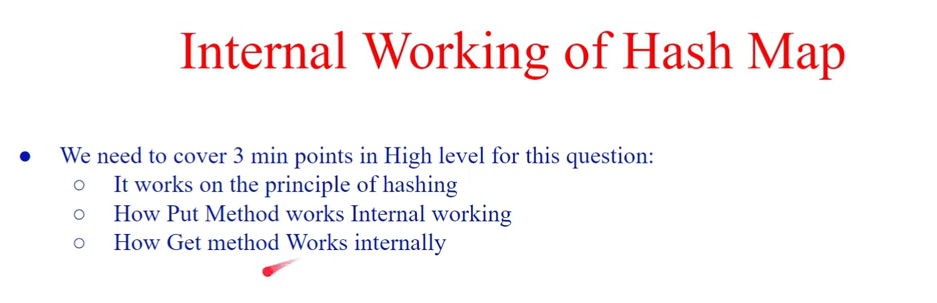 Internal Working of Hash Map
● We need to cover 3 min points in High level for this question:
○ It works on the principle of hashing
○ How Put Method works Internal working
○ How Get method Works internally